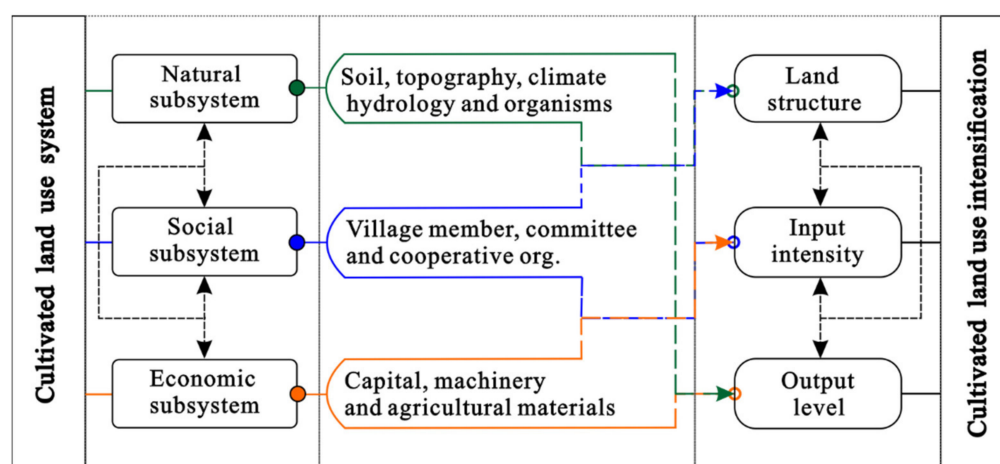 Cultivated land use system
Natural
subsystem
Soil, topography, climate
hydrology and organisms
Land
structure
Social
subsystem
Village member, committee
and cooperative org.
Input
intensity
Economic
subsystem
Capital, machinery
and agricultural materials
Output
level
Cultivated land use intensification